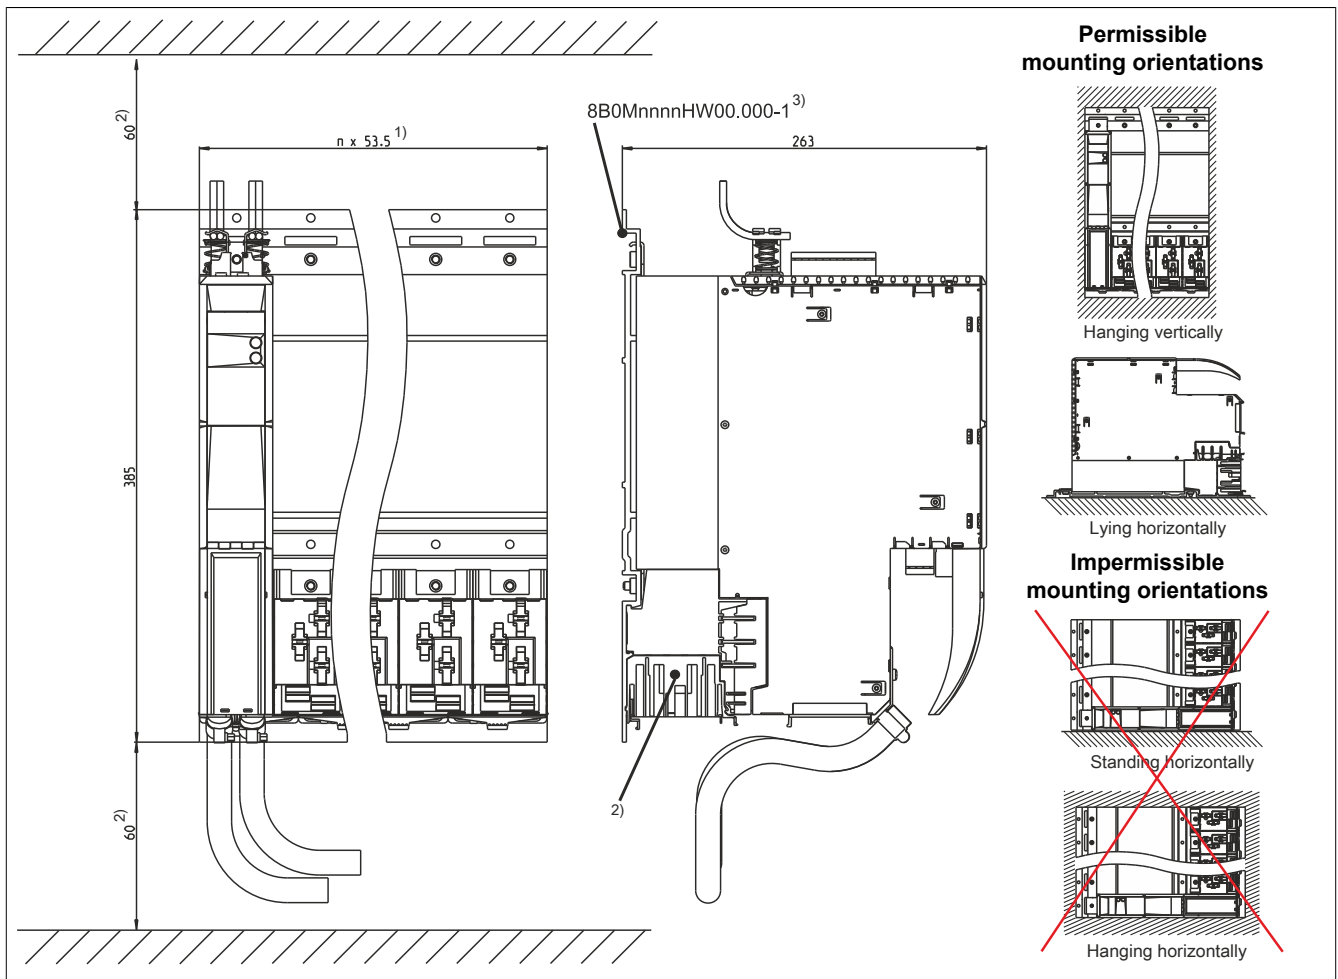 Permissible
mounting orientations
8B0MnnnnHW00.000-1 3)
60 2)
n x 53.5 1)
263
Hanging vertically
385
Lying horizontally
Impermissible
mounting orientations
Standing horizontally
2)
60 2)
Hanging horizontally